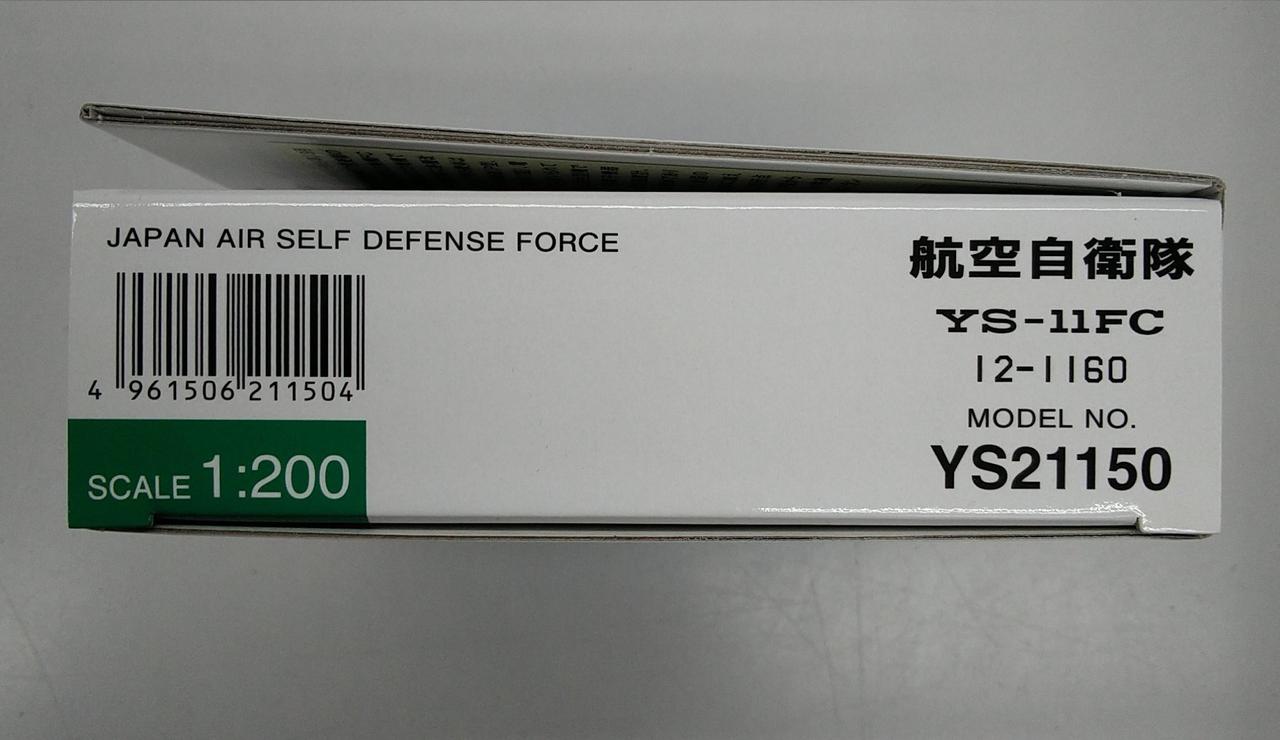 JAPAN AIR SELF DEFENSE FORCE
4 961506 211504
SCALE 1:200
航空自衛隊
YS-11FC
12-1160
MODEL NO.
YS21150